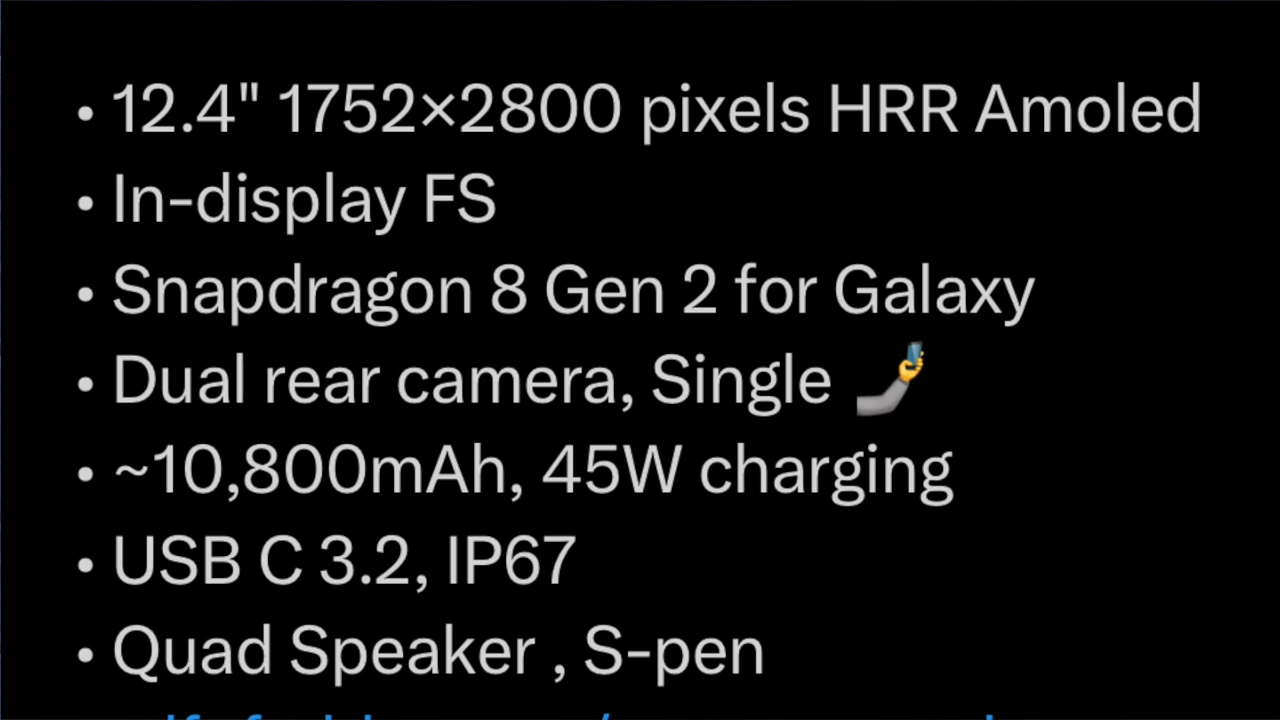 • 12.4" 1752×2800 pixels HRR Amoled
• In-display FS
• Snapdragon 8 Gen 2 for Galaxy
• Dual rear camera, Single 🤳
• ~10,800mAh, 45W charging
• USB C 3.2, IP67
• Quad Speaker , S-pen